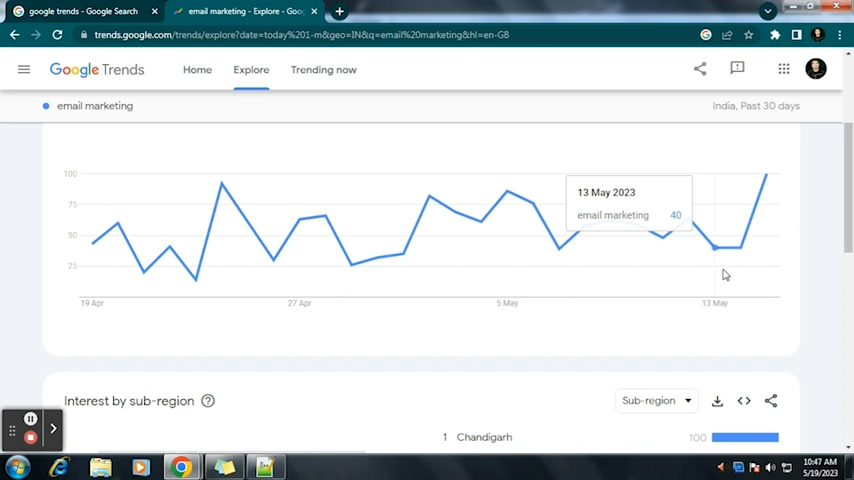 google trends - Google Search
email marketing - Explore - Goo
trends.google.com/trends/explore?date=today%201-m&geo=IN&q=email%20marketing&hl=en-GB
Google Trends
Home
Explore
Trending now
email marketing
India, Past 30 days
100
75
50
25
13 May 2023
email marketing 40
19 Apr
27 Apr
5 May
13 May
Interest by sub-region
Sub-region
1 Chandigarh 100
10:47 AM
5/19/2023